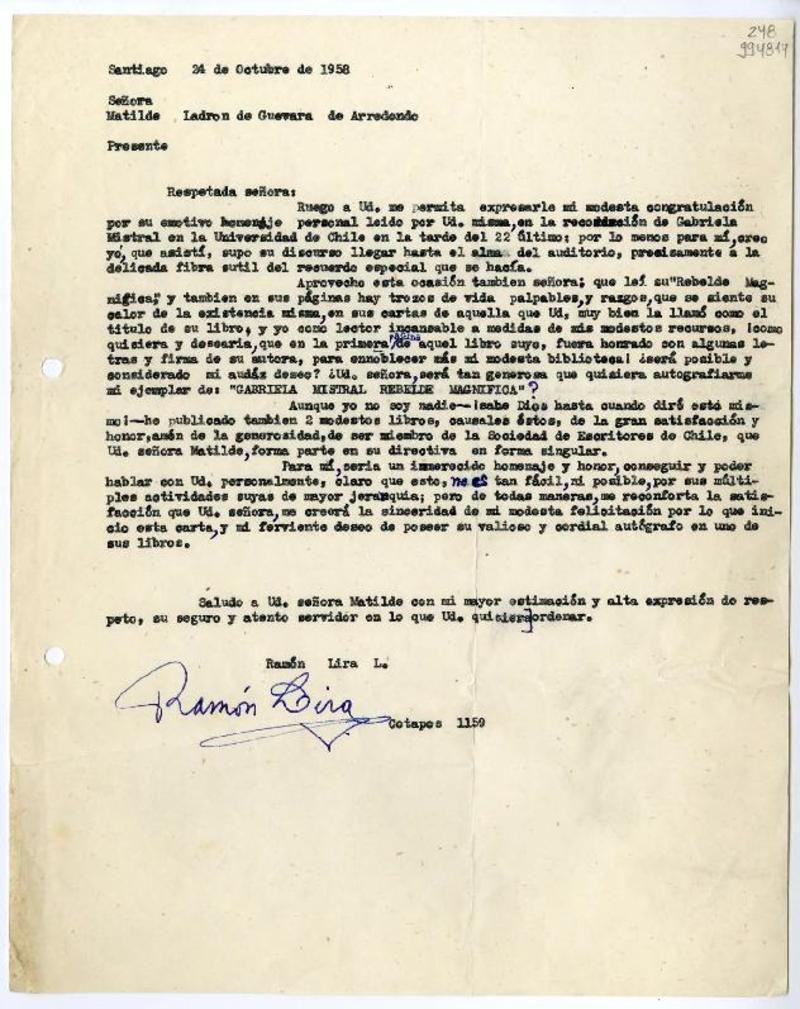 248
994817
Santiago 24 de Octubre de 1958
Señora
Matilde Ladron de Guevara de Arredondo
Presente
Respetada señora:
Ruego a Ud. me permita expresarle mi modesta congratulación
por su emotivo homenaje personal leido por Ud. misma,en la de Gabriela
Mistral en la Universidad de Chile en la tarde del 22 último; por lo menos para mí,creo
yo, que asistí, supo su discurso llegar hasta el alma del auditorio, precisamente a la
delicada fibra sutil del recuerdo especial que se hacía.
Aprovecho esta ocasión tambien señora; que leí su"Rebelde Mag-
nifica," y tambien en sus páginas hay trozos de vida palpables,y razgos,que se siente su
calor de la existencia misma,en sus cartas de aquella que Ud, muy bien la llamó como el
titulo de su libro, y yo como lector incansable a medidas de mis modestos recursos, !como
quisiera y desearia,que en la primera página de aquel libro suyo, fuera honrado con algunas le-
tras y firma de su autora, para ennoblecer más mi modesta biblioteca! ¿será posible y
considerado mi audáz deseo? ¿Ud. señora,será tan generosa que quisiera autografiarme
mi ejemplar de: "GABRIELA MISTRAL REBELDE MAGNIFICA"?
Aunque yo no soy nadie—!sabe Dios hasta cuando diré esto mis-
mo!—he publicado tambien 2 modestos libros, causales éstos, de la gran satisfacción y
honor,amén de la generosidad,de ser miembro de la Sociedad de Escritores de Chile, que
Ud. señora Matilde,forma parte en su directiva en forma singular.
Para mí,seria un inmerecido homenaje y honor,conseguir y poder
hablar con Ud. personalmente, claro que esto,no es tan fácil,ni posible,por sus múlti-
ples actividades suyas de mayor jerarquia; pero de todas maneras,me reconforta la satis-
facción que Ud. señora,me creerá la sinceridad de mi modesta felicitación por lo que ini-
cio esta carta,y mi ferviente deseo de poseer su valioso y cordial autógrafo en uno de
sus libros.
Saludo a Ud. señora Matilde con mi mayor estimación y alta expresión de res-
peto, su seguro y atento servidor en lo que Ud. quisiera ordenar.
Ramón Lira L.
Ramón Lira
Cotapos 1159